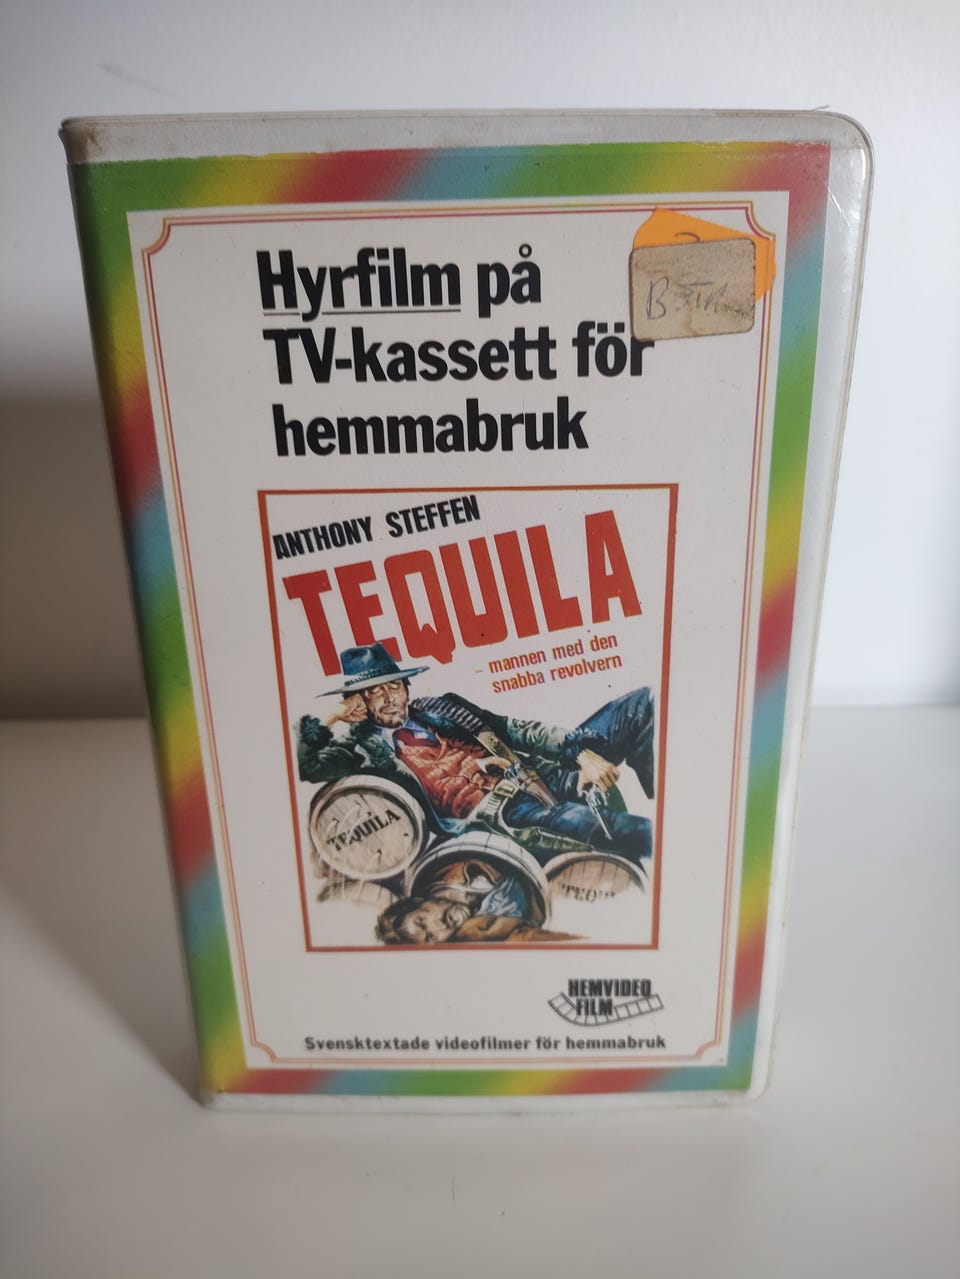 Hyrfilm på
TV-kassett för
hemmabruk
ANTHONY STEFFEN
TEQUILA
- mannen med den
snabba revolvern
TEQUILA
HEMVIDEO
FILM
Svensktextade videofilmer för hemmabruk